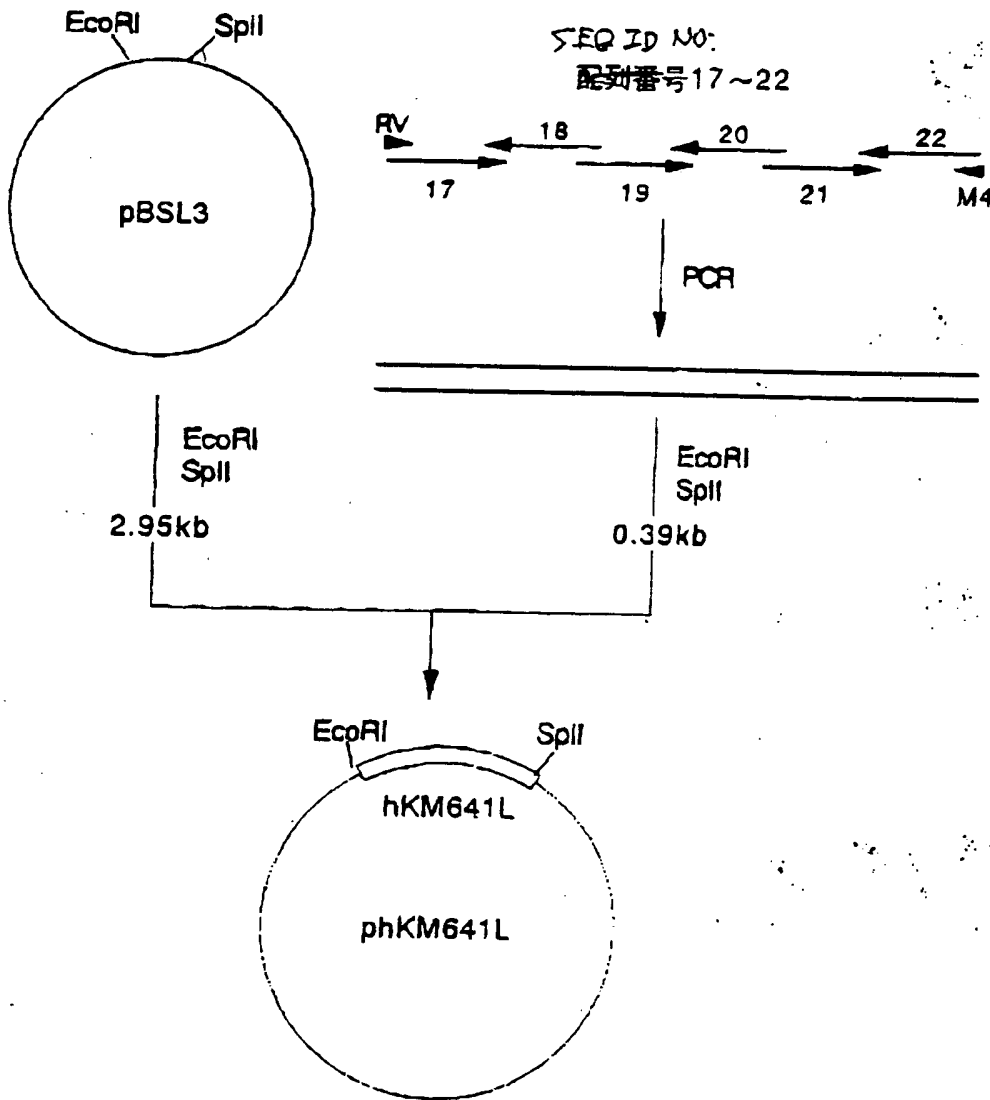 EcoRI
SplI
pBSL3
SEQ ID NO:
配列番号17~22
RV
18
20
22
17
19
21
M4
PCR
EcoRI
SplI
2.95kb
EcoRI
SplI
0.39kb
EcoRI
SplI
hKM641L
phKM641L